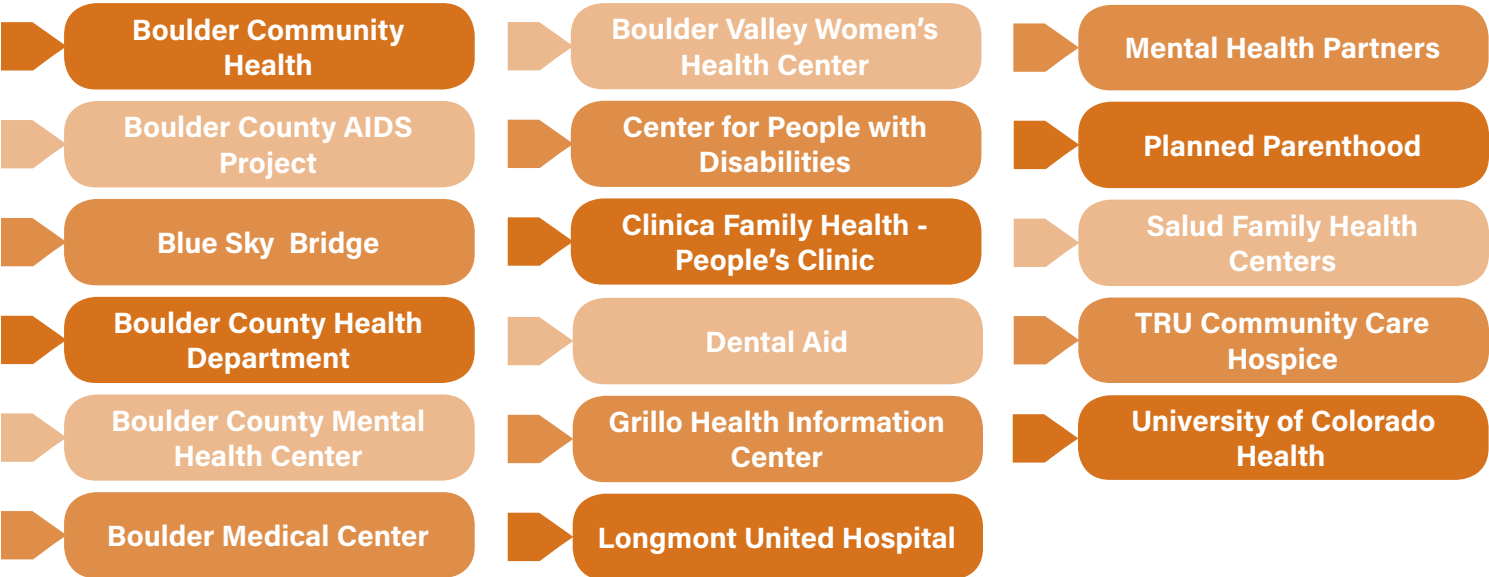 Boulder Community
Health
Boulder County AIDS
Project
Blue Sky  Bridge
Boulder County Health
Department
Boulder County Mental
Health Center
Boulder Medical Center
Boulder Valley Women's
Health Center
Center for People with
Disabilities
Clinica Family Health -
People's Clinic
Dental Aid
Grillo Health Information
Center
Longmont United Hospital
Mental Health Partners
Planned Parenthood
Salud Family Health
Centers
TRU Community Care
Hospice
University of Colorado
Health